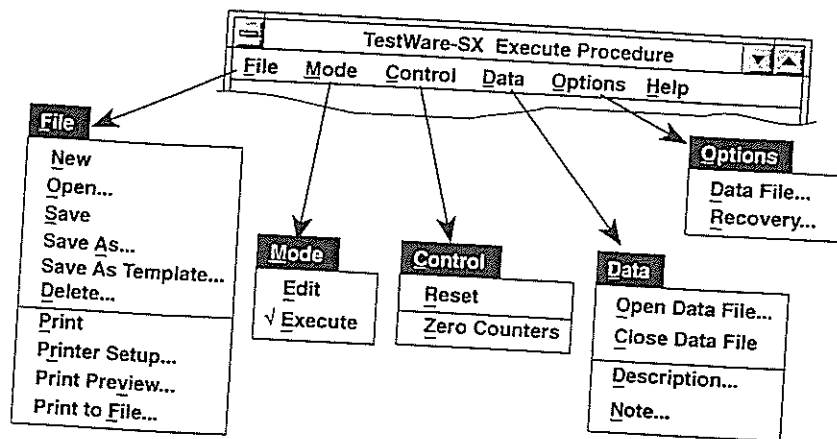 TestWare-SX Execute Procedure
File Mode Control Data Options Help
File
New
Open...
Save
Save As...
Save As Template...
Delete...
Print
Printer Setup...
Print Preview...
Print to File...
Mode
Edit
√ Execute
Control
Reset
Zero Counters
Data
Open Data File...
Close Data File
Description...
Note...
Options
Data File...
Recovery...